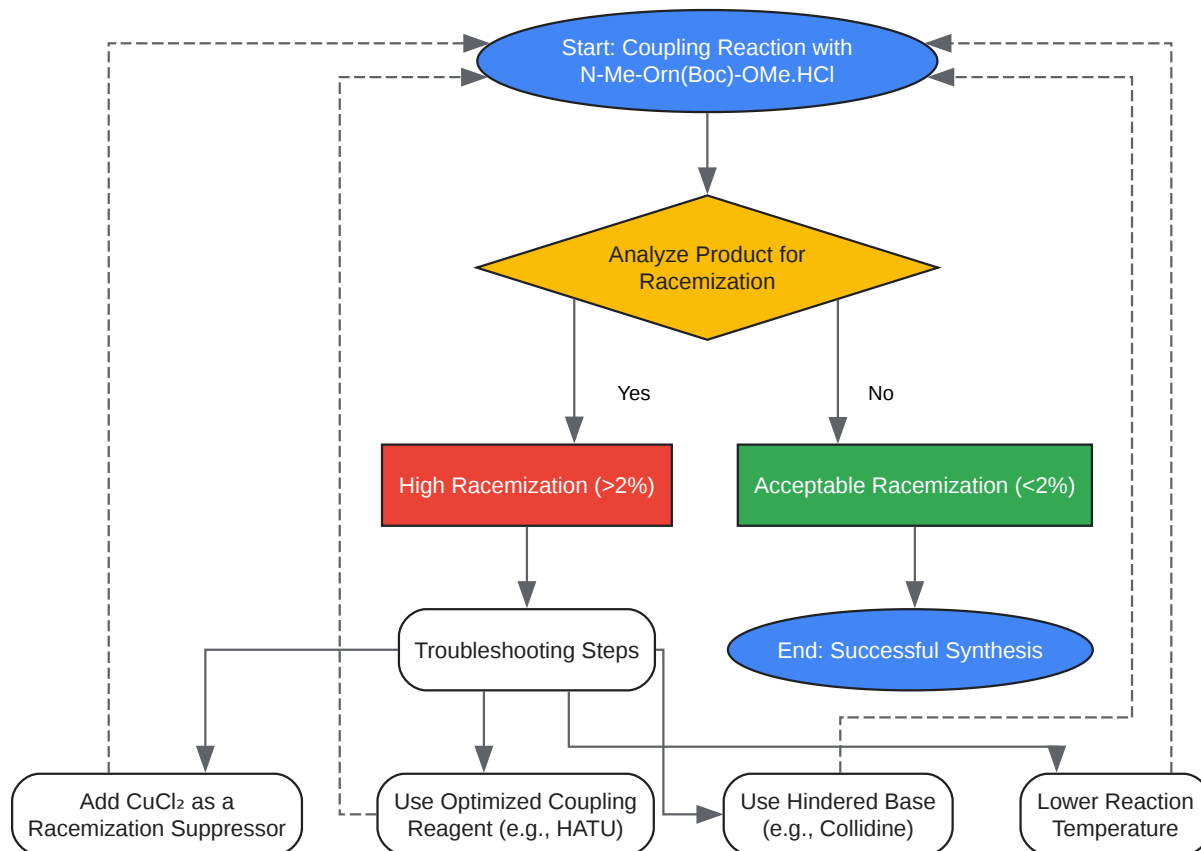 Start: Coupling Reaction with
N-Me-Orn(Boc)-OMe.HCl
Analyze Product for
Racemization
Yes
No
High Racemization (>2%)
Acceptable Racemization (<2%)
Troubleshooting Steps
End: Successful Synthesis
Add CuCl₂ as a
Racemization Suppressor
Use Optimized Coupling
Reagent (e.g., HATU)
Use Hindered Base
(e.g., Collidine)
Lower Reaction
Temperature